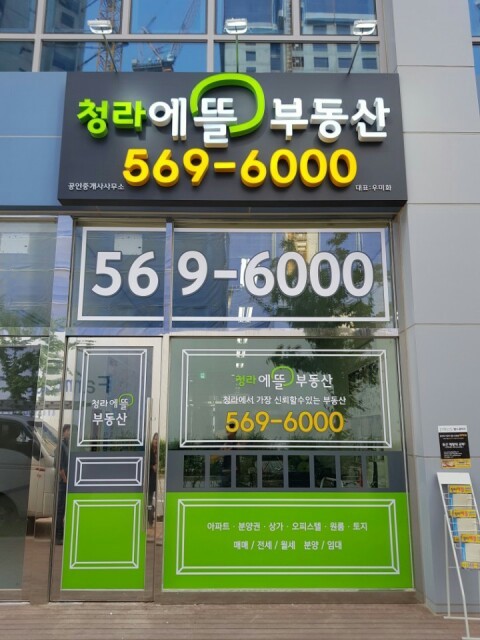 청라에뜰 부동산
569-6000
공인중개사사무소 대표:우미화
569-6000
청라에뜰 부동산
청라에서 가장 신뢰할수있는 부동산
569-6000
청라에뜰
부동산
아파트 · 분양권 · 상가 · 오피스텔 · 원룸 · 토지
매매 / 전세 / 월세 분양 / 임대